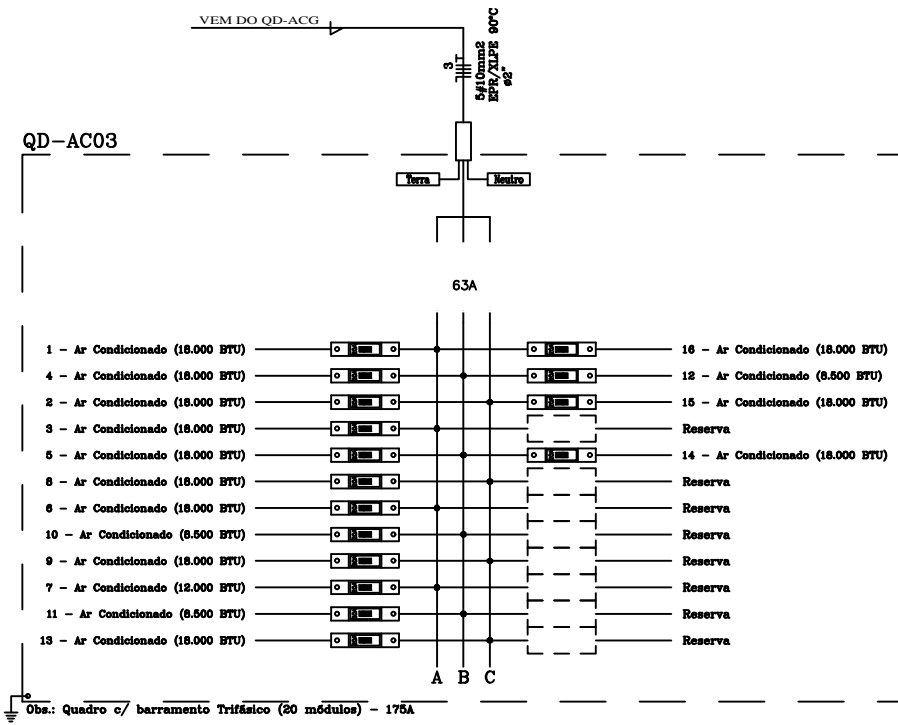 VEM DO QD-ACG
3
5#10mm2
EPR/XLPE 90°C
ø2"
QD-AC03
Terra
Neutro
63A
1 - Ar Condicionado (18.000 BTU)
16 - Ar Condicionado (18.000 BTU)
4 - Ar Condicionado (18.000 BTU)
12 - Ar Condicionado (8.500 BTU)
2 - Ar Condicionado (18.000 BTU)
15 - Ar Condicionado (18.000 BTU)
3 - Ar Condicionado (18.000 BTU)
Reserva
5 - Ar Condicionado (18.000 BTU)
14 - Ar Condicionado (18.000 BTU)
8 - Ar Condicionado (18.000 BTU)
Reserva
6 - Ar Condicionado (18.000 BTU)
Reserva
10 - Ar Condicionado (8.500 BTU)
Reserva
9 - Ar Condicionado (18.000 BTU)
Reserva
7 - Ar Condicionado (12.000 BTU)
Reserva
11 - Ar Condicionado (8.500 BTU)
Reserva
13 - Ar Condicionado (18.000 BTU)
Reserva
A B C
Obs.: Quadro c/ barramento Trifásico (20 módulos) - 175A